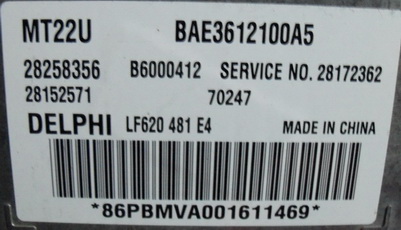 MT22U BAE3612100A5
28258356 B6000412 SERVICE NO. 28172362
28152571 70247
DELPHI LF620 481 E4 MADE IN CHINA
*86PBMVA001611469*